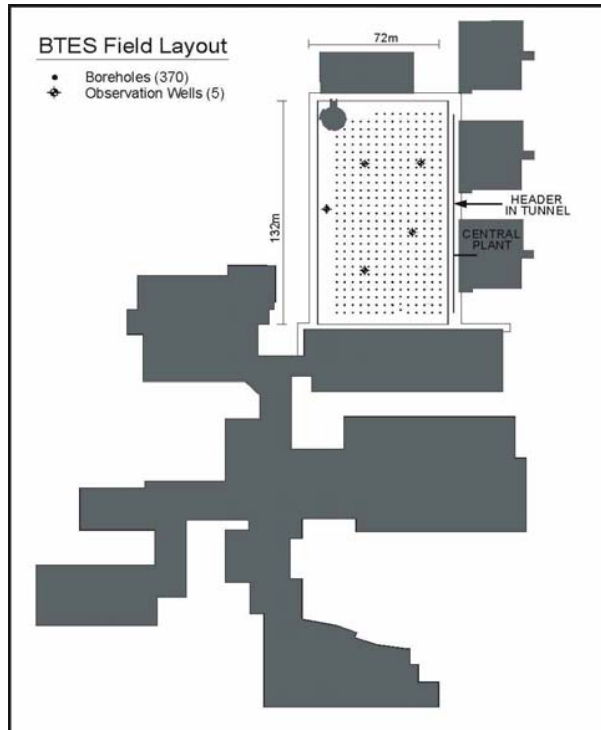 BTES Field Layout
Boreholes (370)
Observation Wells (5)
72m
132m
HEADER
IN TUNNEL
CENTRAL
PLANT